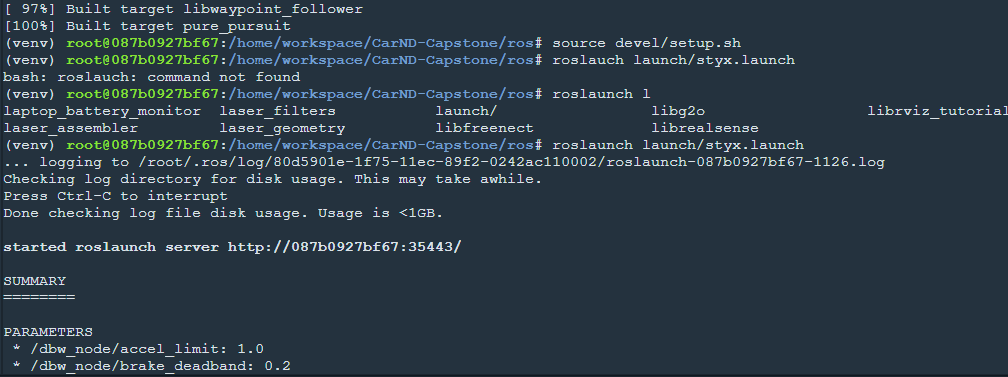 [ 97%] Built target libwaypoint_follower
[100%] Built target pure_pursuit
(venv) root@087b0927bf67:/home/workspace/CarND-Capstone/ros# source devel/setup.sh
(venv) root@087b0927bf67:/home/workspace/CarND-Capstone/ros# roslauch launch/styx.launch
bash: roslauch: command not found
(venv) root@087b0927bf67:/home/workspace/CarND-Capstone/ros# roslaunch l
laptop_battery_monitor laser_filters launch/ libg2o librviz_tutorial
laser_assembler laser_geometry libfreenect librealsense
(venv) root@087b0927bf67:/home/workspace/CarND-Capstone/ros# roslaunch launch/styx.launch
... logging to /root/.ros/log/80d5901e-1f75-11ec-89f2-0242ac110002/roslaunch-087b0927bf67-1126.log
Checking log directory for disk usage. This may take awhile.
Press Ctrl-C to interrupt
Done checking log file disk usage. Usage is <1GB.
started roslaunch server http://087b0927bf67:35443/
SUMMARY
========
PARAMETERS
* /dbw_node/accel_limit: 1.0
* /dbw_node/brake_deadband: 0.2